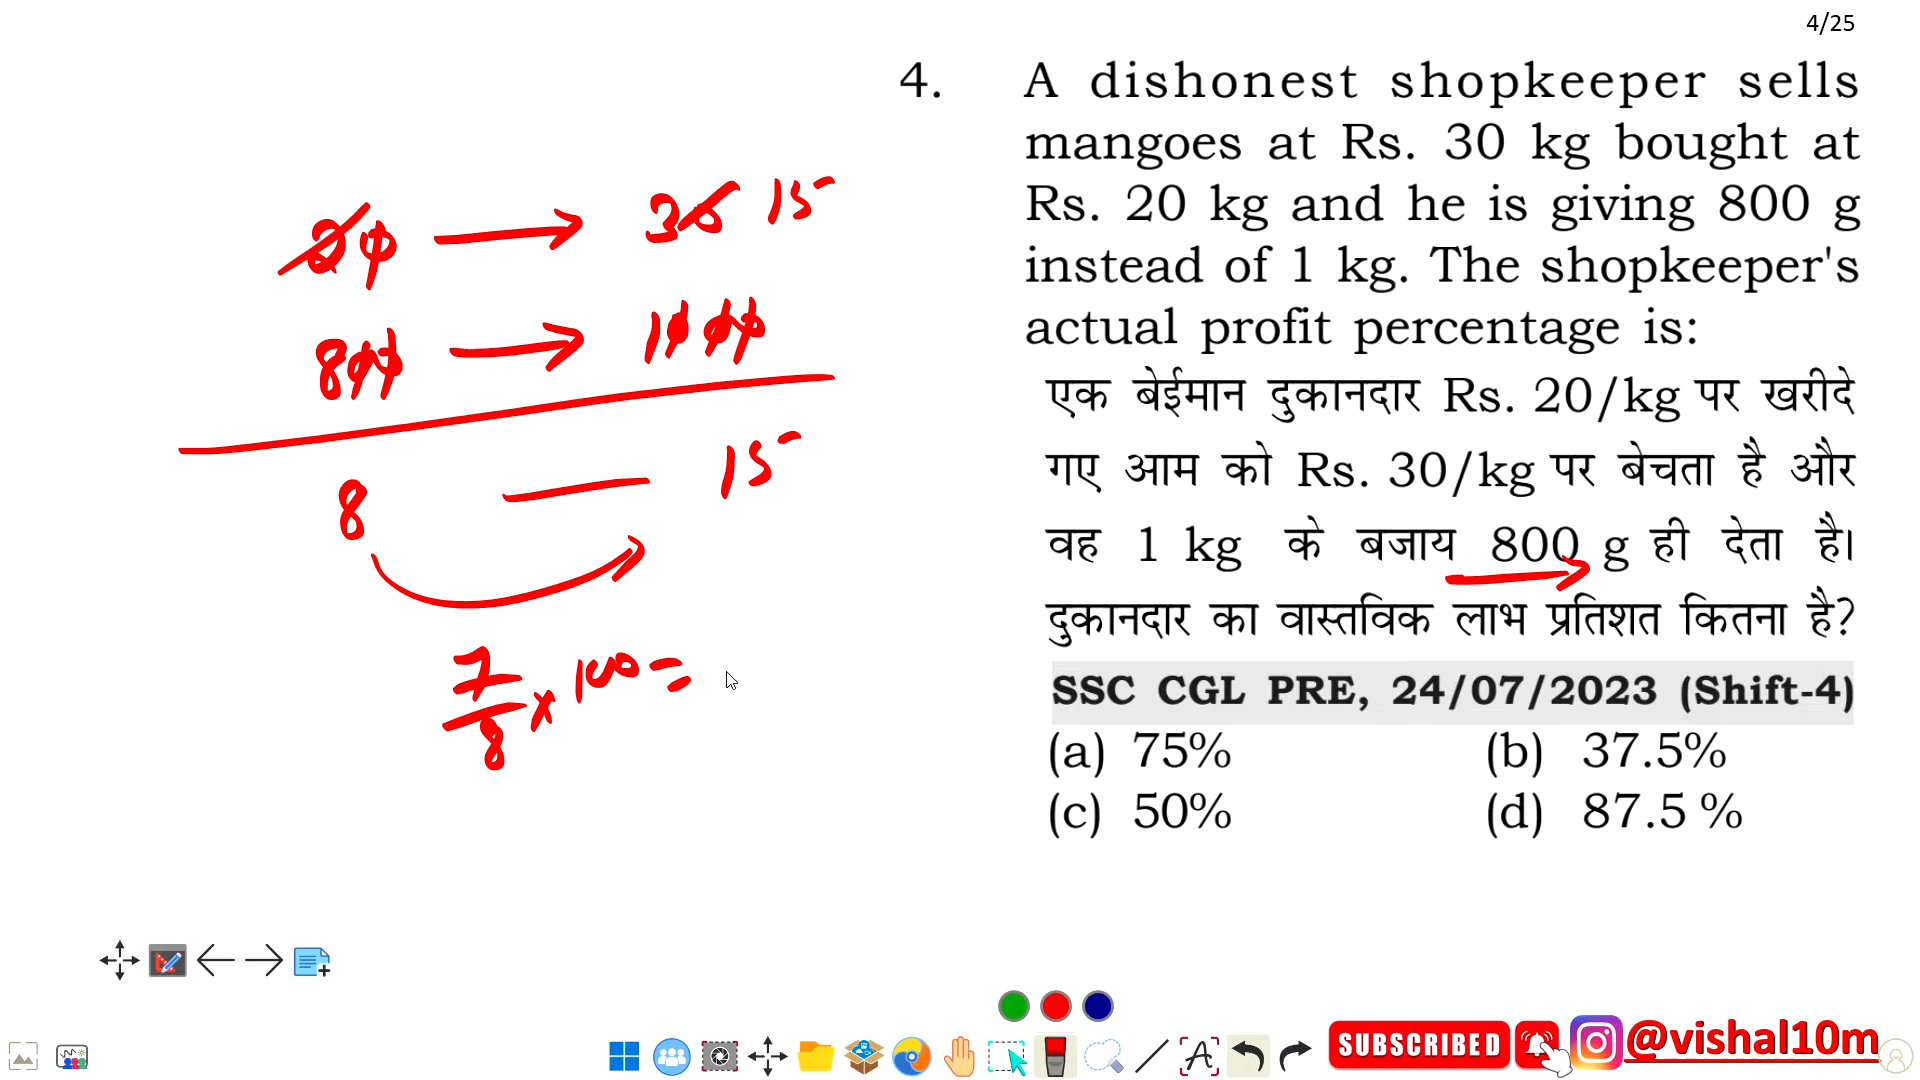 4/25
4. A dishonest shopkeeper sells
mangoes at Rs. 30 kg bought at
Rs. 20 kg and he is giving 800 g
instead of 1 kg. The shopkeeper's
actual profit percentage is:
एक बेईमान दुकानदार Rs. 20/kg पर खरीदे
गए आम को Rs. 30/kg पर बेचता है और
वह 1 kg के बजाय 800 g ही देता है।
दुकानदार का वास्तविक लाभ प्रतिशत कितना है?
SSC CGL PRE, 24/07/2023 (Shift-4)
(a) 75% (b) 37.5%
(c) 50% (d) 87.5 %
20 → 30 15
800 → 1000
8 — 15
7/8 × 100 =
SUBSCRIBED
@vishal10m